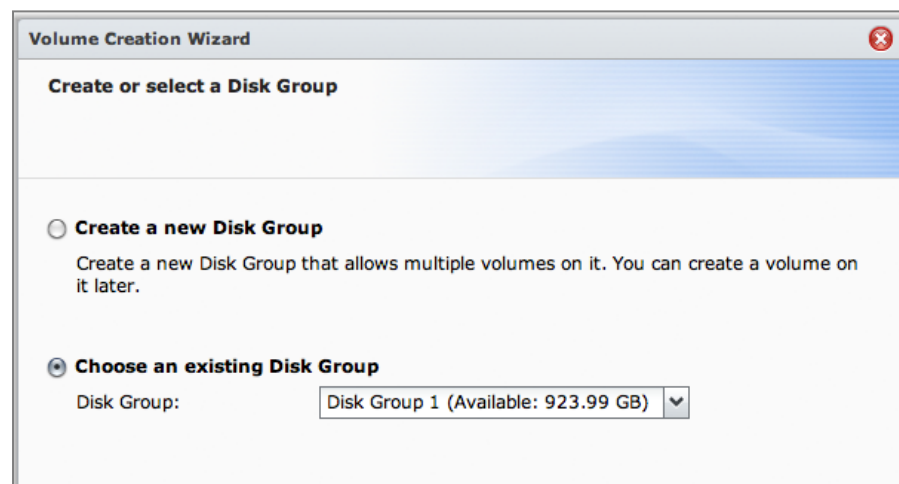 Volume Creation Wizard
Create or select a Disk Group
Create a new Disk Group
Create a new Disk Group that allows multiple volumes on it. You can create a volume on
it later.
Choose an existing Disk Group
Disk Group: Disk Group 1 (Available: 923.99 GB)